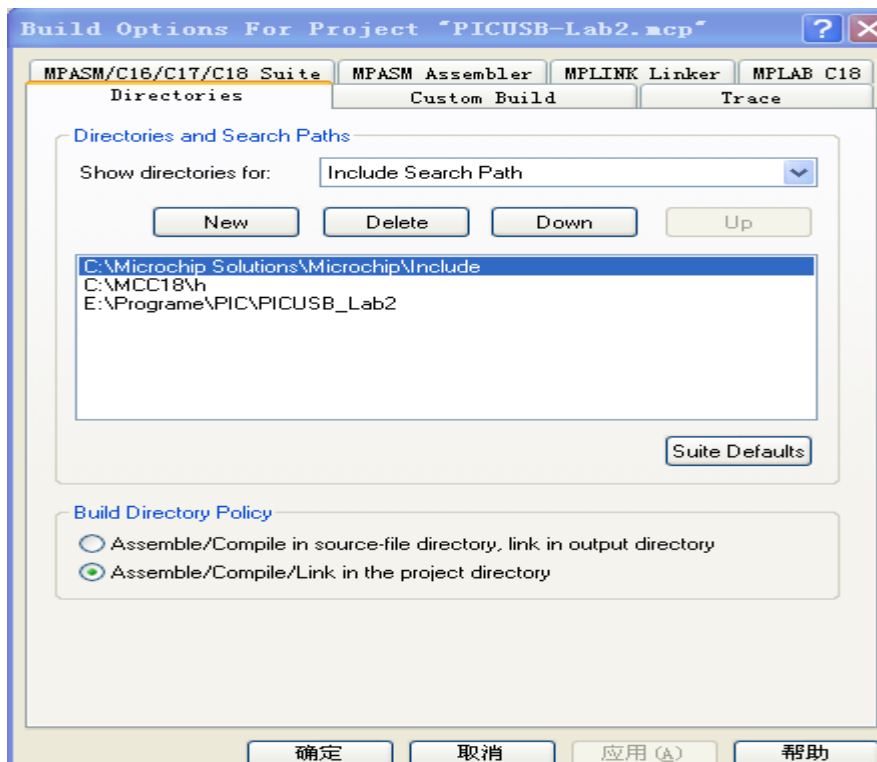 Build Options For Project "PICUSB-Lab2.mcp"
MPASM/C16/C17/C18 Suite MPASM Assembler MPLINK Linker MPLAB C18
Directories Custom Build Trace
Directories and Search Paths
Show directories for: Include Search Path
New Delete Down Up
C:\Microchip Solutions\Microchip\Include
C:\MCC18\h
E:\Programe\PIC\PICUSB_Lab2
Suite Defaults
Build Directory Policy
Assemble/Compile in source-file directory, link in output directory
Assemble/Compile/Link in the project directory
确定 取消 应用(A) 帮助